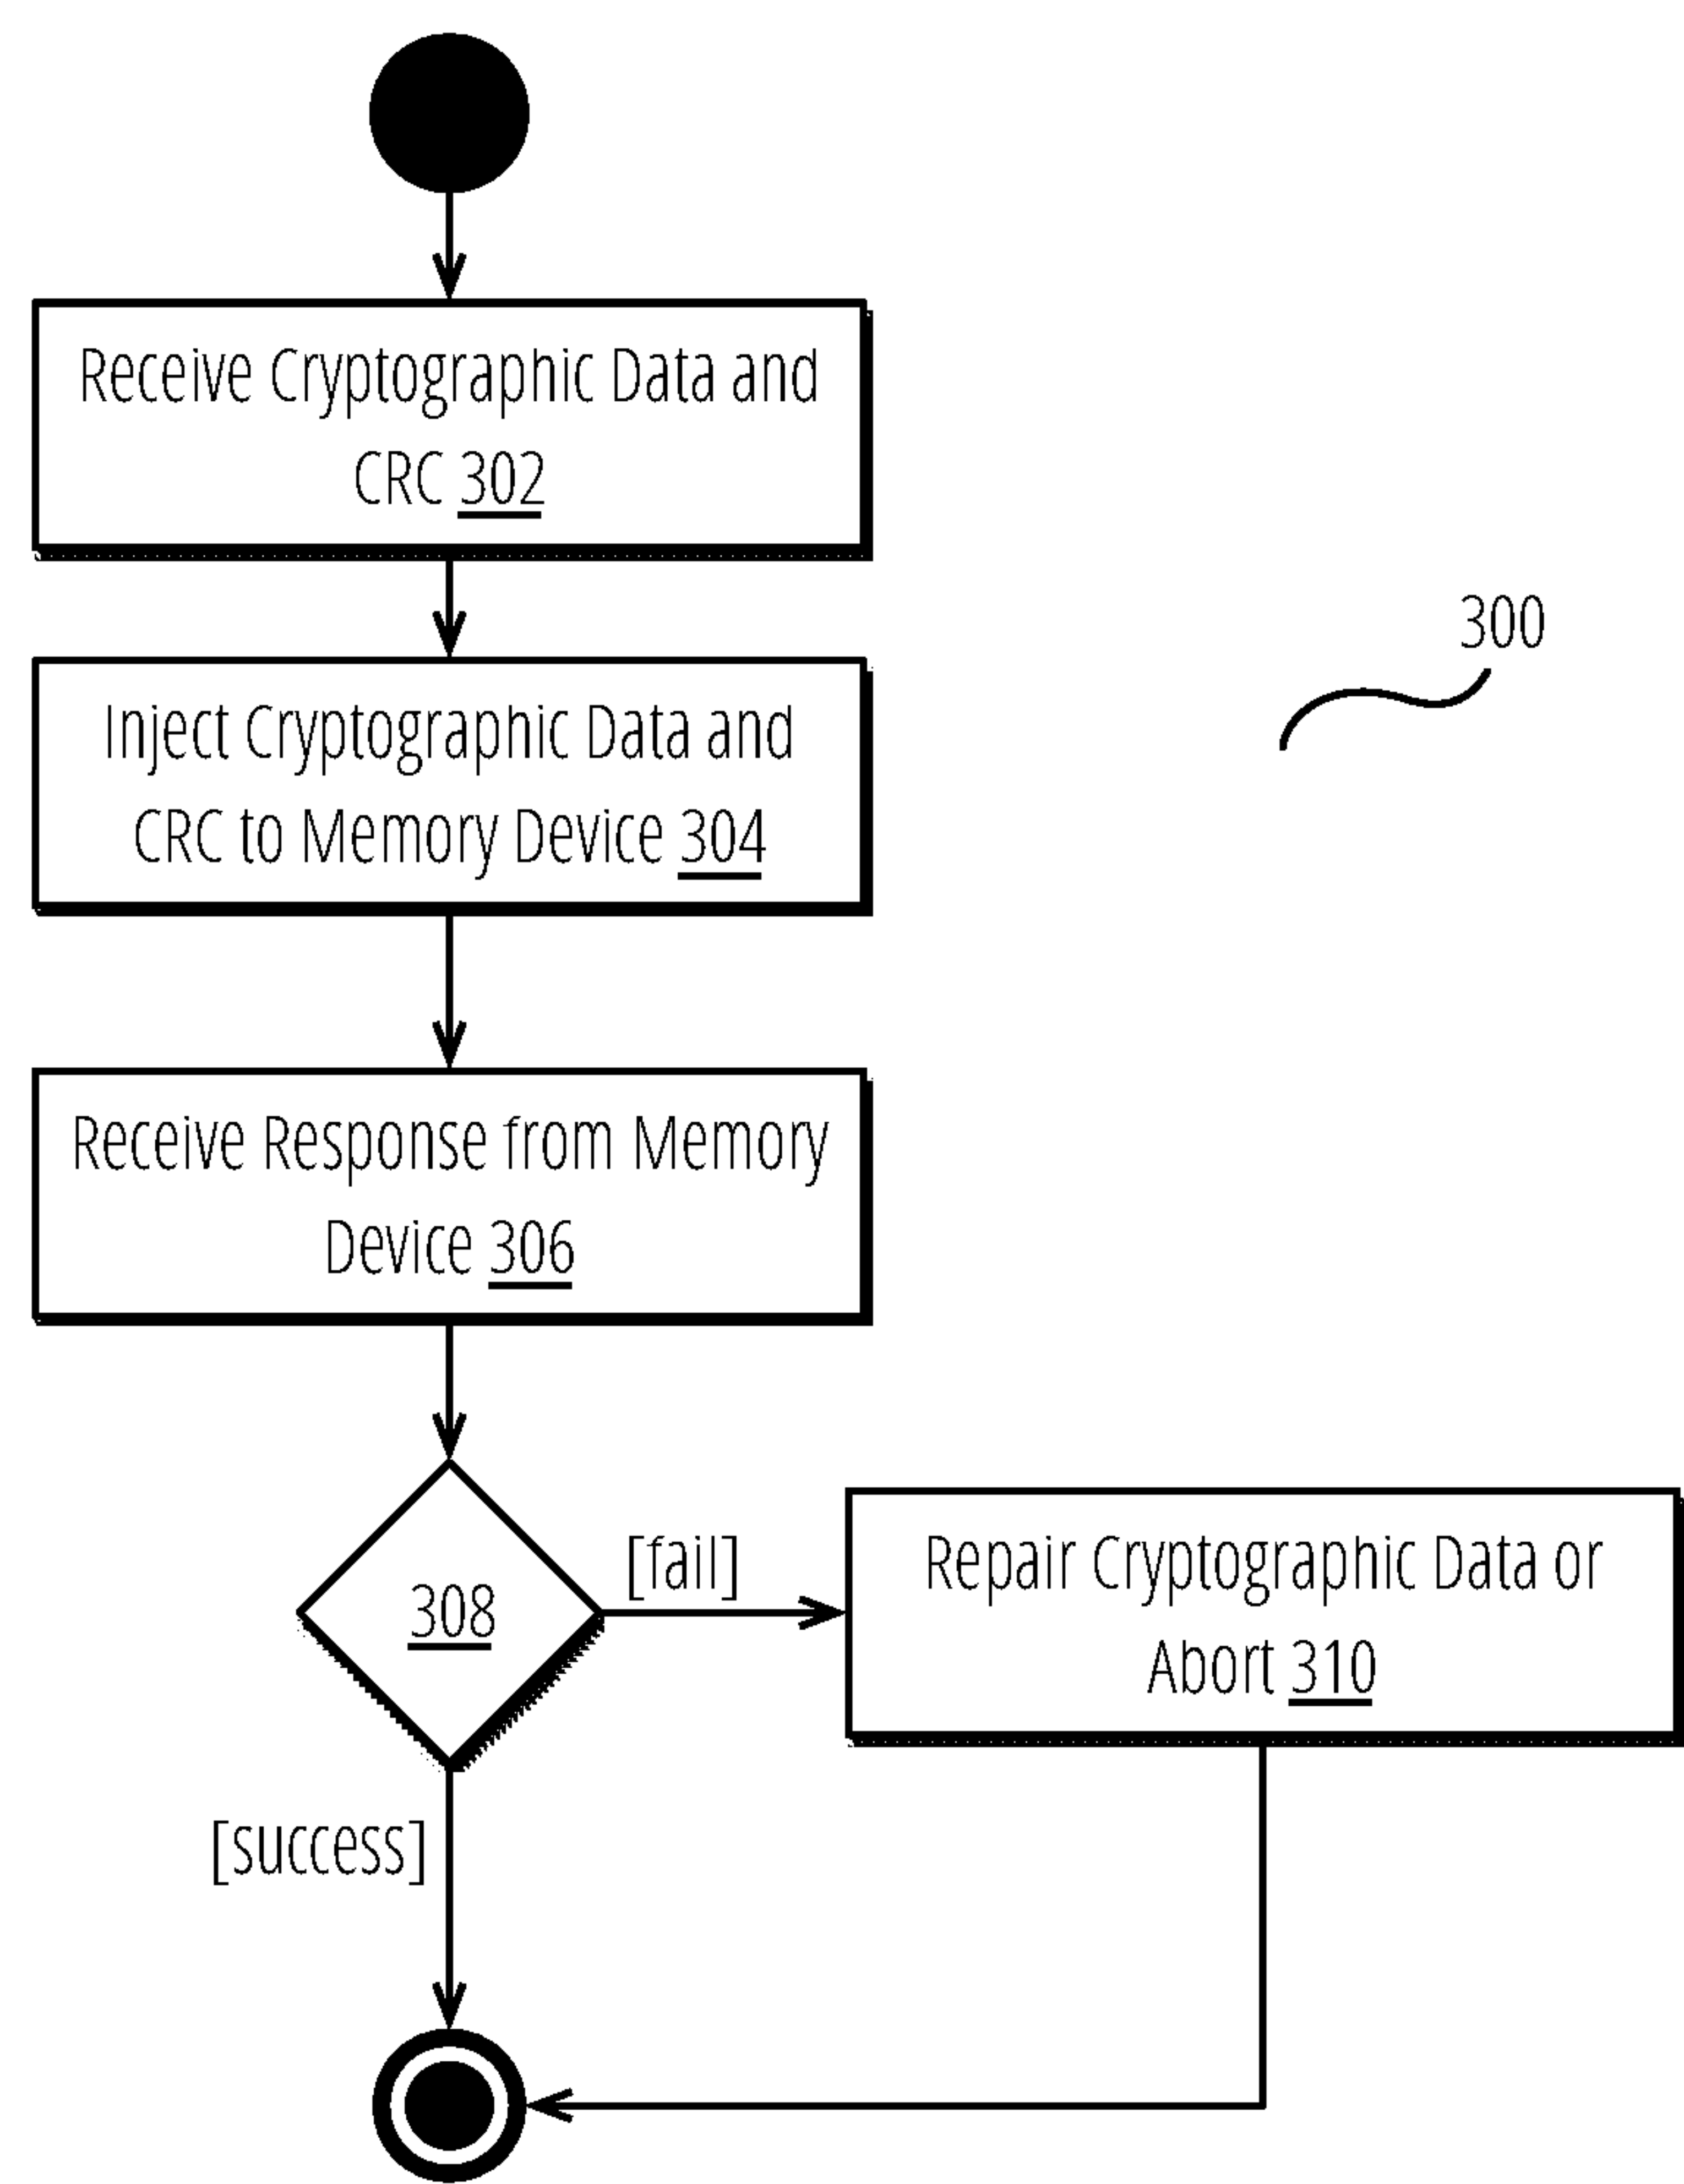 Receive Cryptographic Data and
CRC 302
300
Inject Cryptographic Data and
CRC to Memory Device 304
Receive Response from Memory
Device 306
308
[fail]
Repair Cryptographic Data or
Abort 310
[success]